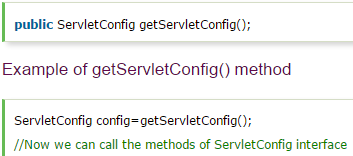 public ServletConfig getServletConfig();
Example of getServletConfig() method
ServletConfig config=getServletConfig();
//Now we can call the methods of ServletConfig interface